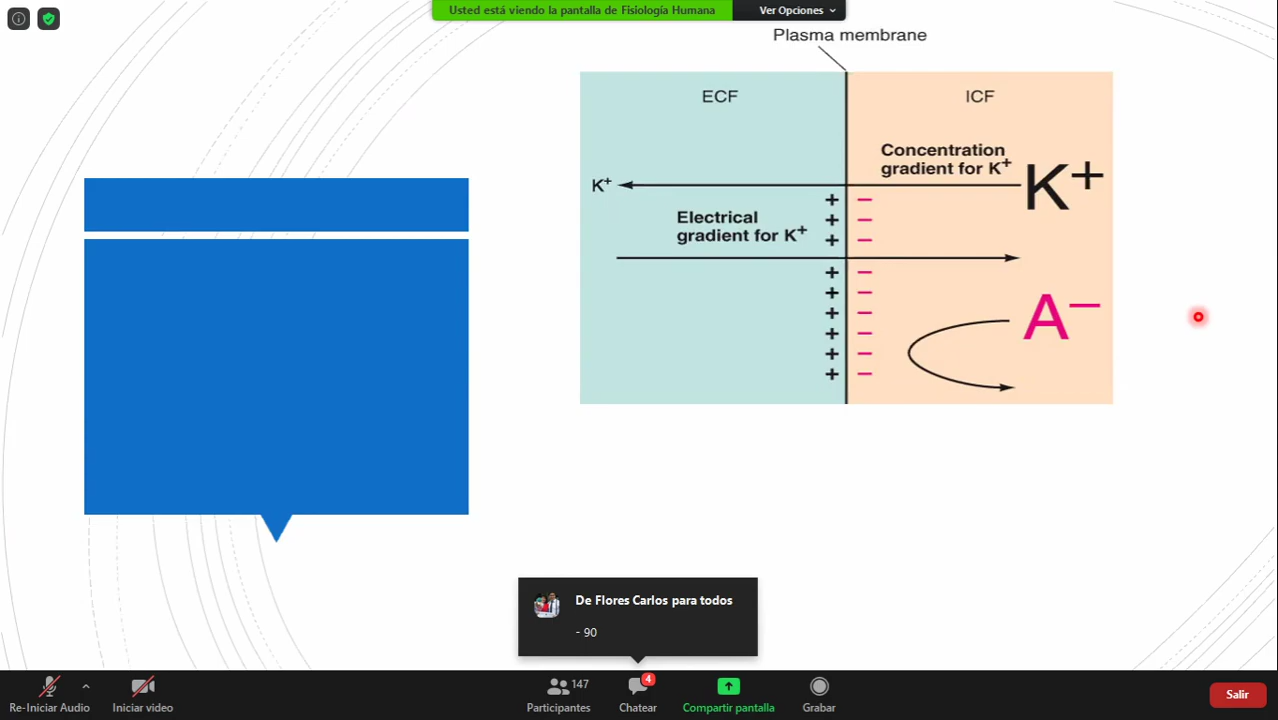 Usted está viendo la pantalla de Fisiología Humana
Ver Opciones
Plasma membrane
ECF
ICF
Concentration
gradient for K⁺
K⁺
K⁺
Electrical
gradient for K⁺
+ −
+ −
+ −
+ −
+ −
+ −
+ −
+ −
+ −
A⁻
De Flores Carlos para todos
- 90
Re-Iniciar Audio
Iniciar video
147
Participantes
4
Chatear
Compartir pantalla
Grabar
Salir